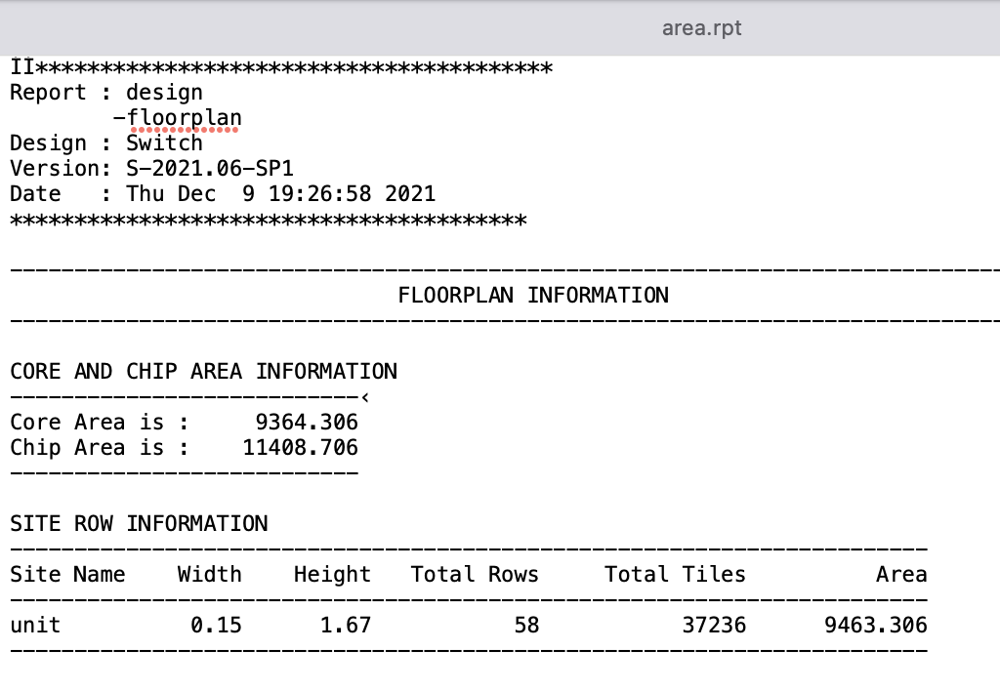 area.rpt
II****************************************
Report : design
        -floorplan
Design : Switch
Version: S-2021.06-SP1
Date   : Thu Dec  9 19:26:58 2021
****************************************
-----------------------------------------------------------------------------
                              FLOORPLAN INFORMATION
-----------------------------------------------------------------------------
CORE AND CHIP AREA INFORMATION
---------------------------<
Core Area is :     9364.306
Chip Area is :    11408.706
---------------------------
SITE ROW INFORMATION
-----------------------------------------------------------------------
Site Name    Width    Height   Total Rows     Total Tiles          Area
-----------------------------------------------------------------------
unit          0.15      1.67           58           37236      9463.306
-----------------------------------------------------------------------